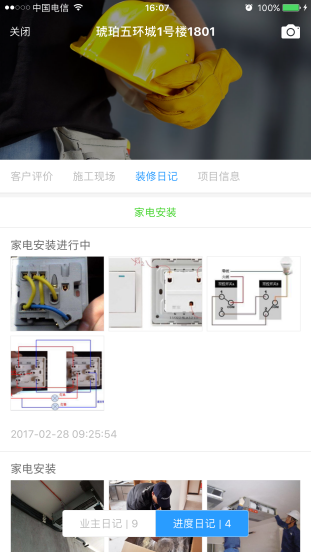 中国电信 16:07 100%
关闭 琥珀五环城1号楼1801
客户评价 施工现场 装修日记 项目信息
家电安装
家电安装进行中
2017-02-28 09:25:54
家电安装
业主日记 | 9 进度日记 | 4